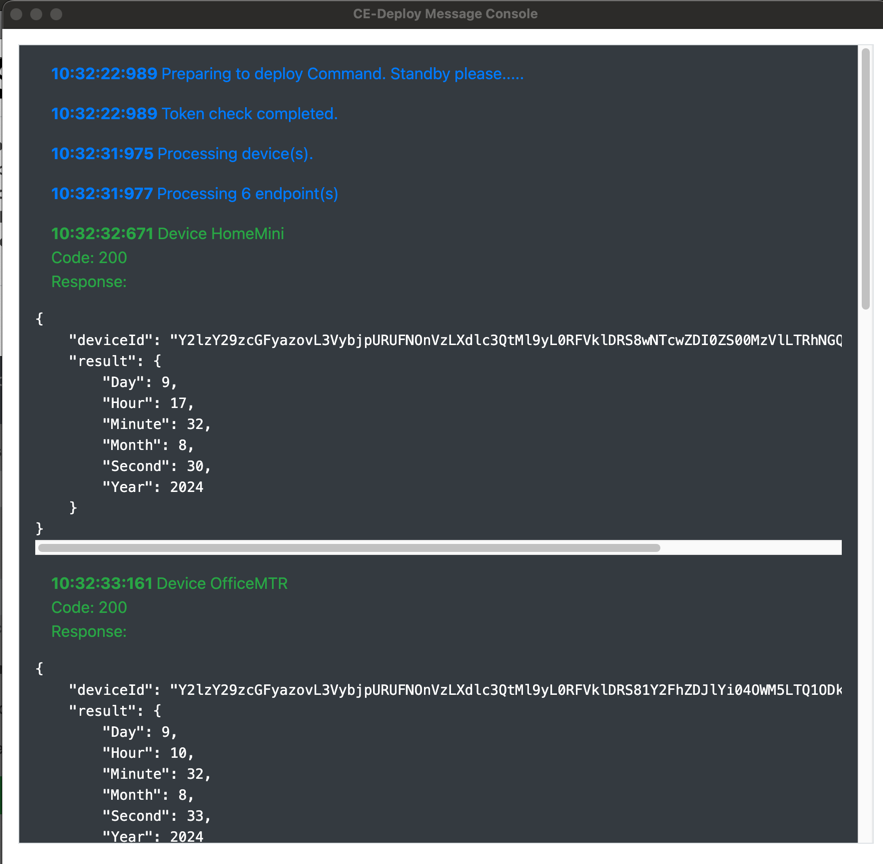 CE-Deploy Message Console
10:32:22:989 Preparing to deploy Command. Standby please.....
10:32:22:989 Token check completed.
10:32:31:975 Processing device(s).
10:32:31:977 Processing 6 endpoint(s)
10:32:32:671 Device HomeMini
Code: 200
Response:
{
"deviceId": "Y2lzY29zcGFyazovL3VybjpURUFNOnVzLXdlc3QtMl9yL0RFVklDRS8wNTcwZDI0ZS00MzVlLTRhNGQ
"result": {
"Day": 9,
"Hour": 17,
"Minute": 32,
"Month": 8,
"Second": 30,
"Year": 2024
}
}
10:32:33:161 Device OfficeMTR
Code: 200
Response:
{
"deviceId": "Y2lzY29zcGFyazovL3VybjpURUFNOnVzLXdlc3QtMl9yL0RFVklDRS81Y2FhZDJlYi04OWM5LTQ1ODk
"result": {
"Day": 9,
"Hour": 10,
"Minute": 32,
"Month": 8,
"Second": 33,
"Year": 2024